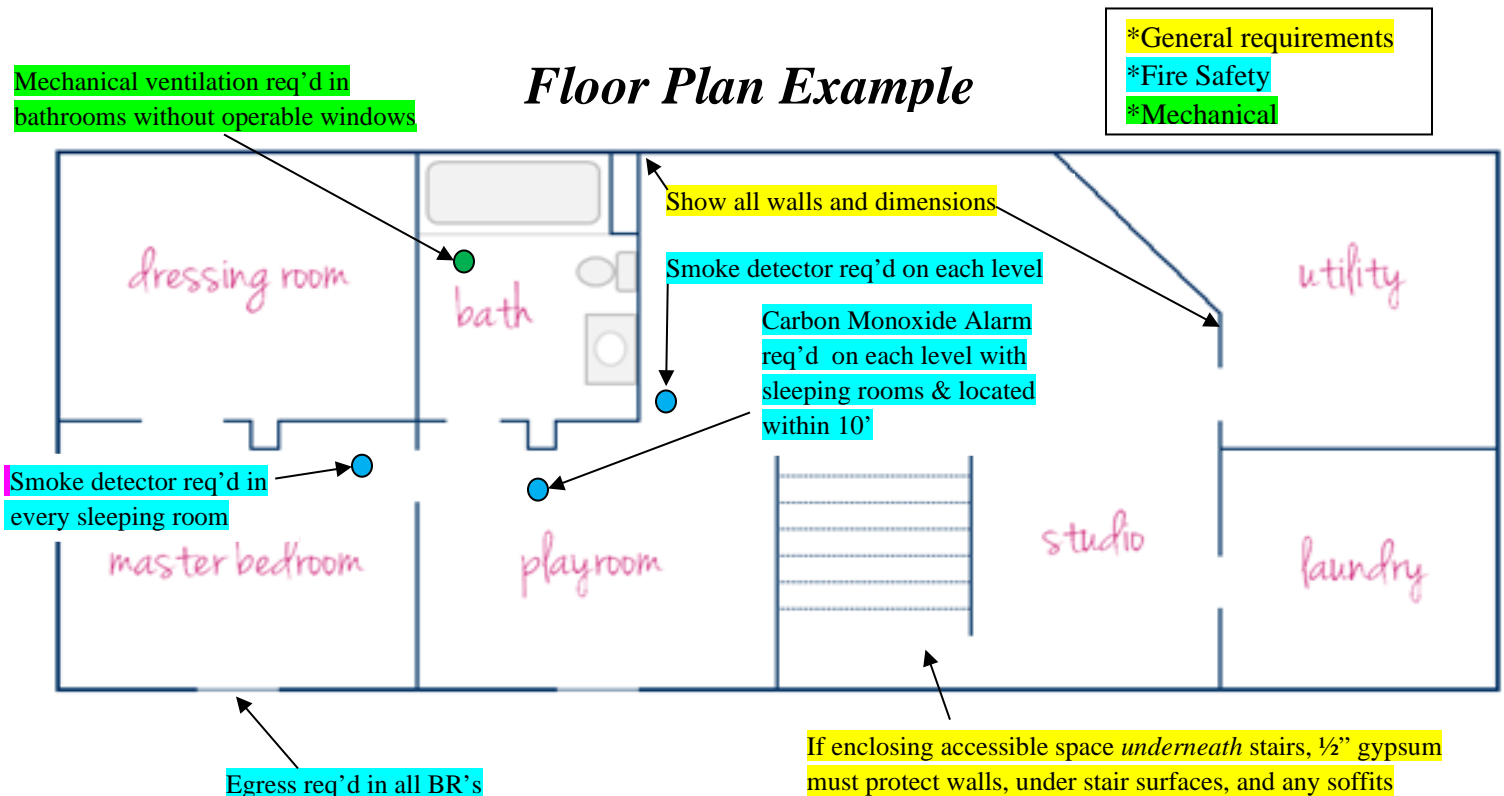 *General requirements
*Fire Safety
*Mechanical
Floor Plan Example
Mechanical ventilation req’d in
bathrooms without operable windows
Show all walls and dimensions
dressing room
bath
Smoke detector req’d on each level
utility
Carbon Monoxide Alarm
req’d on each level with
sleeping rooms & located
within 10’
Smoke detector req’d in
every sleeping room
master bedroom
playroom
studio
laundry
If enclosing accessible space underneath stairs, ½” gypsum
must protect walls, under stair surfaces, and any soffits
Egress req’d in all BR’s